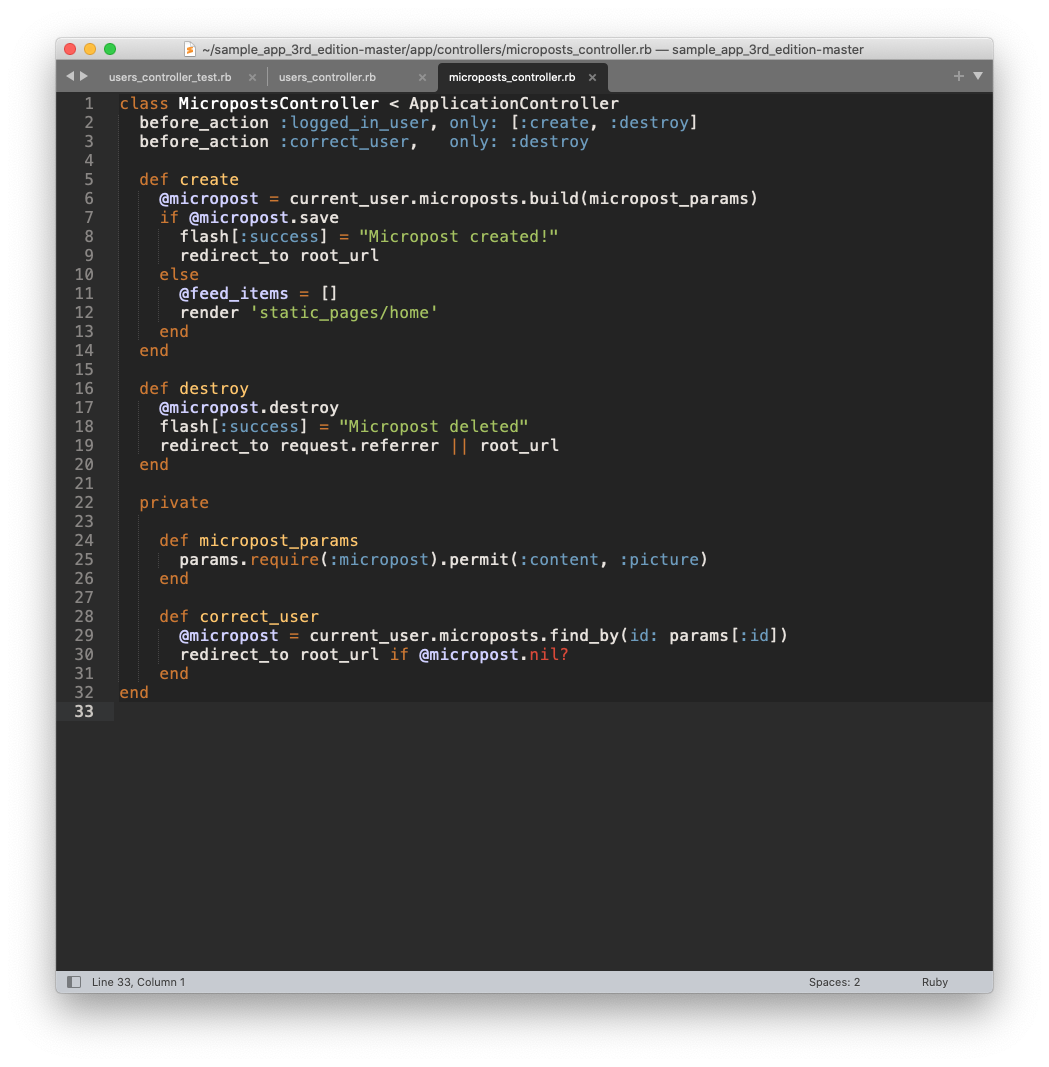 ~/sample_app_3rd_edition-master/app/controllers/microposts_controller.rb — sample_app_3rd_edition-master
users_controller_test.rb × users_controller.rb × microposts_controller.rb ×
1 class MicropostsController < ApplicationController
2   before_action :logged_in_user, only: [:create, :destroy]
3   before_action :correct_user,   only: :destroy
4
5   def create
6     @micropost = current_user.microposts.build(micropost_params)
7     if @micropost.save
8       flash[:success] = "Micropost created!"
9       redirect_to root_url
10     else
11       @feed_items = []
12       render 'static_pages/home'
13     end
14   end
15
16   def destroy
17     @micropost.destroy
18     flash[:success] = "Micropost deleted"
19     redirect_to request.referrer || root_url
20   end
21
22   private
23
24     def micropost_params
25       params.require(:micropost).permit(:content, :picture)
26     end
27
28     def correct_user
29       @micropost = current_user.microposts.find_by(id: params[:id])
30       redirect_to root_url if @micropost.nil?
31     end
32 end
33
Line 33, Column 1 Spaces: 2 Ruby